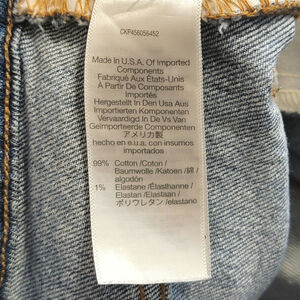 CKP456056452
Made In U.S.A. Of Imported
Components
Fabriqué Aux États-Unis
À Partir De Composants
Importés
Hergestellt In Den Usa Aus
Importierten Komponenten
Vervaardigd In De Vs Van
Geïmporteerde Componenten
アメリカ製
hecho en e.u.a. con insumos
importados
99% Cotton /Coton /
Baumwolle /Katoen /綿 /
algodón
1% Elastane /Élasthanne /
Elastan /Elastaan /
ポリウレタン /elastano